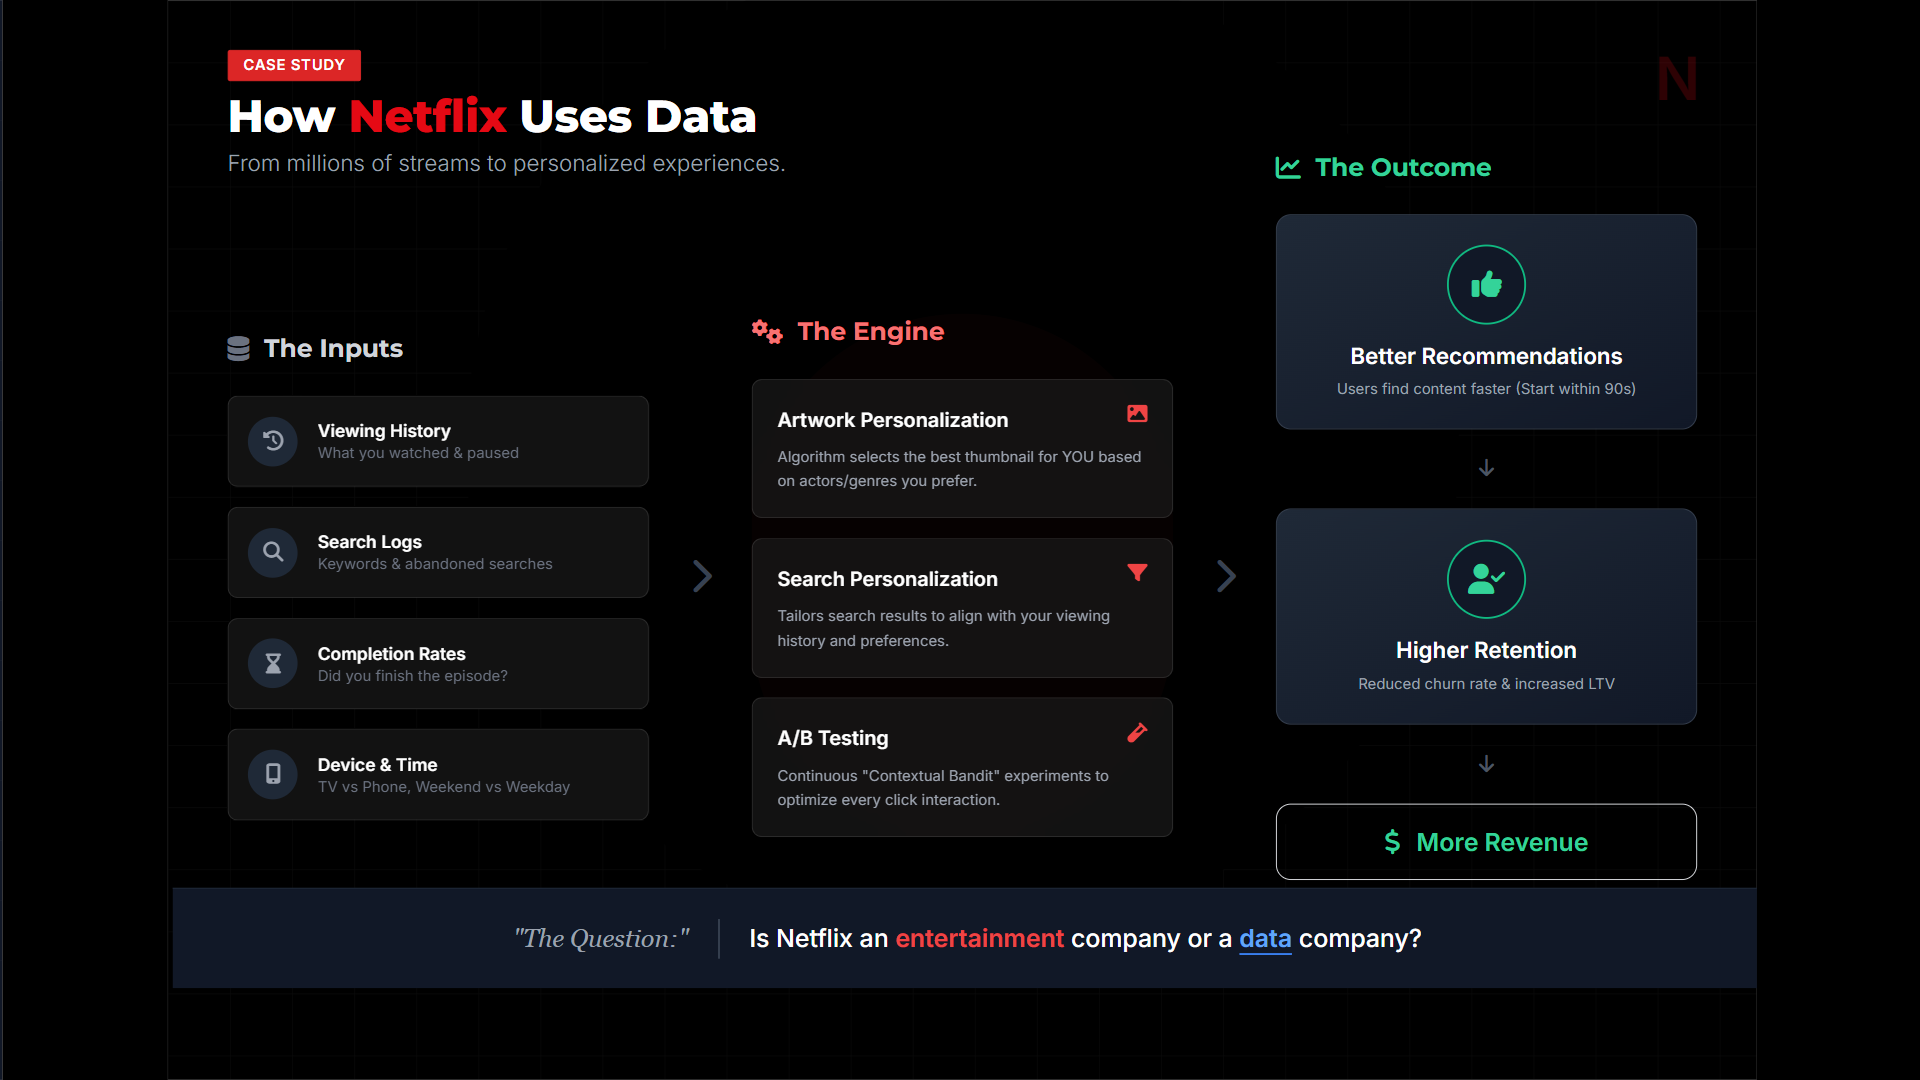 CASE STUDY
How Netflix Uses Data
From millions of streams to personalized experiences.
N
The Inputs
Viewing History
What you watched & paused
Search Logs
Keywords & abandoned searches
Completion Rates
Did you finish the episode?
Device & Time
TV vs Phone, Weekend vs Weekday
The Engine
Artwork Personalization
Algorithm selects the best thumbnail for YOU based
on actors/genres you prefer.
Search Personalization
Tailors search results to align with your viewing
history and preferences.
A/B Testing
Continuous "Contextual Bandit" experiments to
optimize every click interaction.
The Outcome
Better Recommendations
Users find content faster (Start within 90s)
Higher Retention
Reduced churn rate & increased LTV
$ More Revenue
"The Question:"
Is Netflix an entertainment company or a data company?